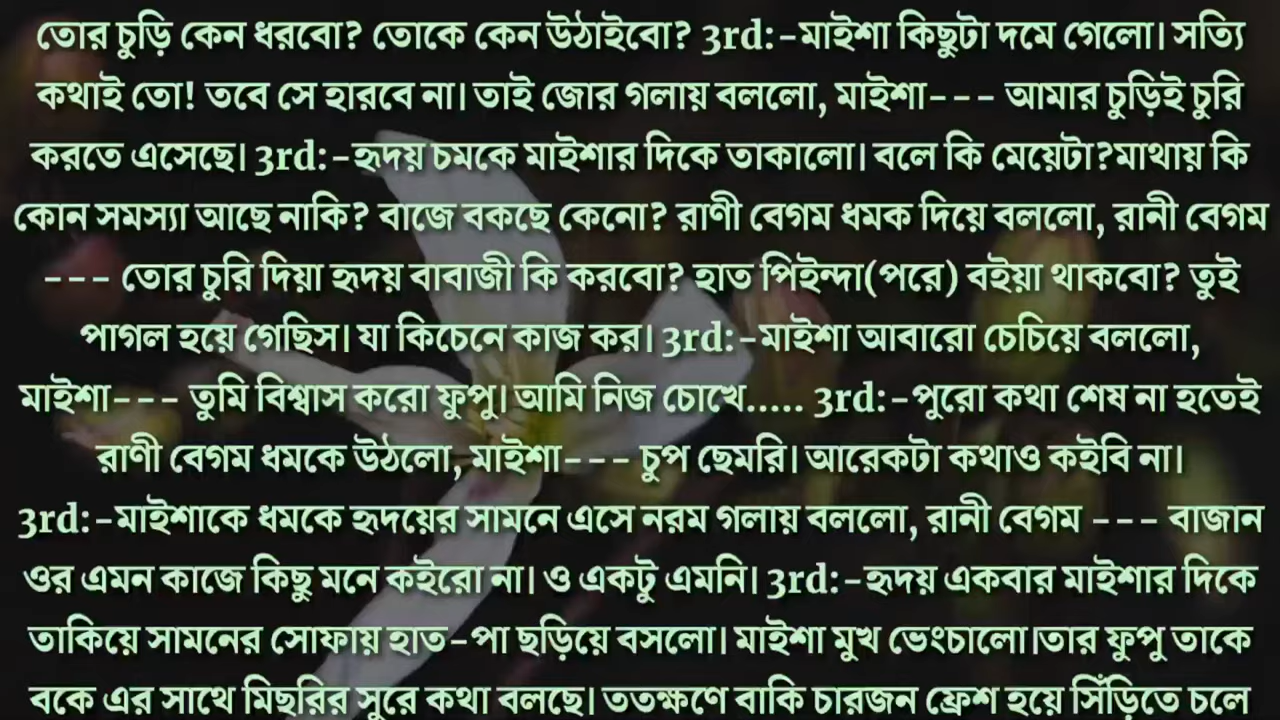 তোর চুড়ি কেন ধরবো? তোকে কেন উঠাইবো? 3rd:-মাইশা কিছুটা দমে গেলো। সত্যি
কথাই তো! তবে সে হারবে না। তাই জোর গলায় বললো, মাইশা--- আমার চুড়িই চুরি
করতে এসেছে। 3rd:-হৃদয় চমকে মাইশার দিকে তাকালো। বলে কি মেয়েটা?মাথায় কি
কোন সমস্যা আছে নাকি? বাজে বকছে কেনো? রাণী বেগম ধমক দিয়ে বললো, রানী বেগম
--- তোর চুরি দিয়া হৃদয় বাবাজী কি করবো? হাত পিইন্দা(পরে) বইয়া থাকবো? তুই
পাগল হয়ে গেছিস। যা কিচেনে কাজ কর। 3rd:-মাইশা আবারো চেচিয়ে বললো,
মাইশা--- তুমি বিশ্বাস করো ফুপু। আমি নিজ চোখে..... 3rd:-পুরো কথা শেষ না হতেই
রাণী বেগম ধমকে উঠলো, মাইশা--- চুপ ছেমরি। আরেকটা কথাও কইবি না।
3rd:-মাইশাকে ধমকে হৃদয়ের সামনে এসে নরম গলায় বললো, রানী বেগম --- বাজান
ওর এমন কাজে কিছু মনে কইরো না। ও একটু এমনি। 3rd:-হৃদয় একবার মাইশার দিকে
তাকিয়ে সামনের সোফায় হাত-পা ছড়িয়ে বসলো। মাইশা মুখ ভেংচালো।তার ফুপু তাকে
বকে এর সাথে মিছরির সুরে কথা বলছে। ততক্ষণে বাকি চারজন ফ্রেশ হয়ে সিঁড়িতে চলে